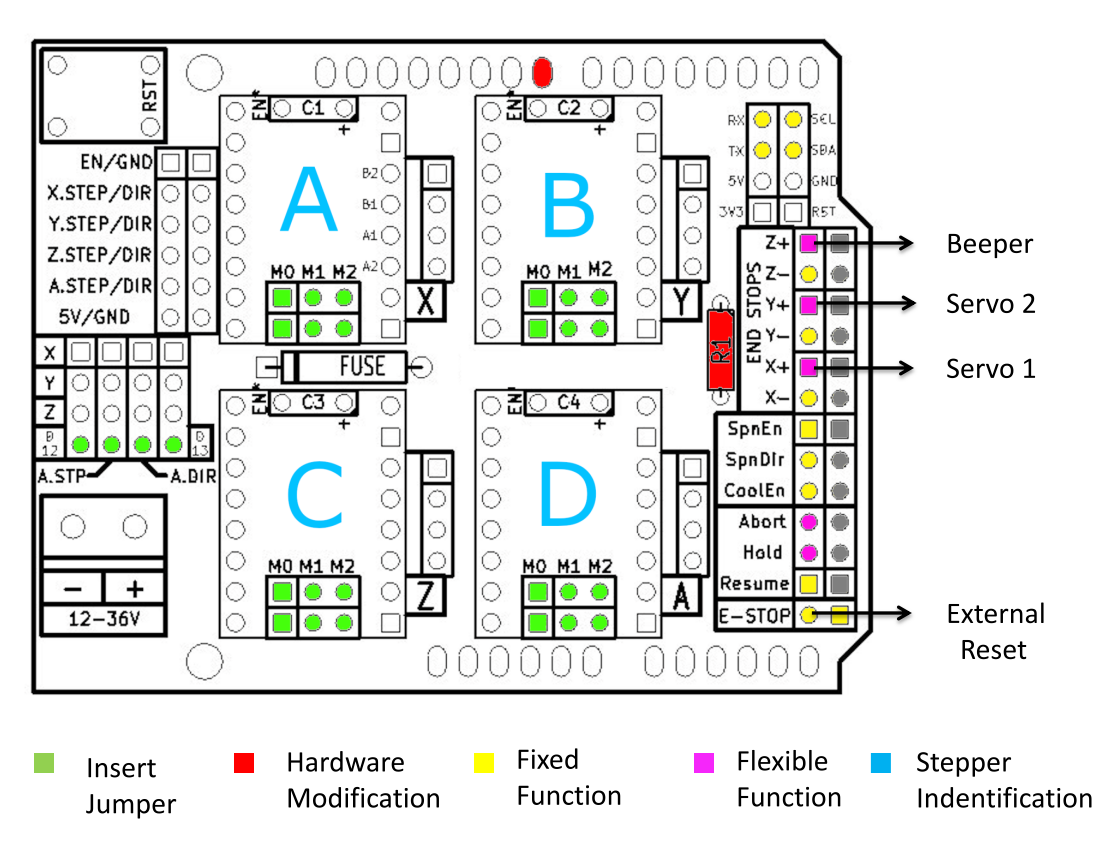 RST
EN*
C1
+
EN*
C2
+
RX
SCL
TX
SDA
5V
GND
3V3
RST
EN/GND
X.STEP/DIR
Y.STEP/DIR
Z.STEP/DIR
A.STEP/DIR
5V/GND
A
B2
B1
A1
A2
M0 M1 M2
X
B
M0 M1 M2
Y
R1
END STOPS
Z+
Z-
Y+
Y-
X+
X-
Beeper
Servo 2
Servo 1
FUSE
X
Y
Z
D
12
D
13
A.STP
A.DIR
EN*
C3
+
EN
C4
+
C
M0 M1 M2
Z
D
M0 M1 M2
A
SpnEn
SpnDIr
CoolEn
Abort
Hold
Resume
E-STOP
External
Reset
- +
12-36V
Insert
Jumper
Hardware
Modification
Fixed
Function
Flexible
Function
Stepper
Indentification